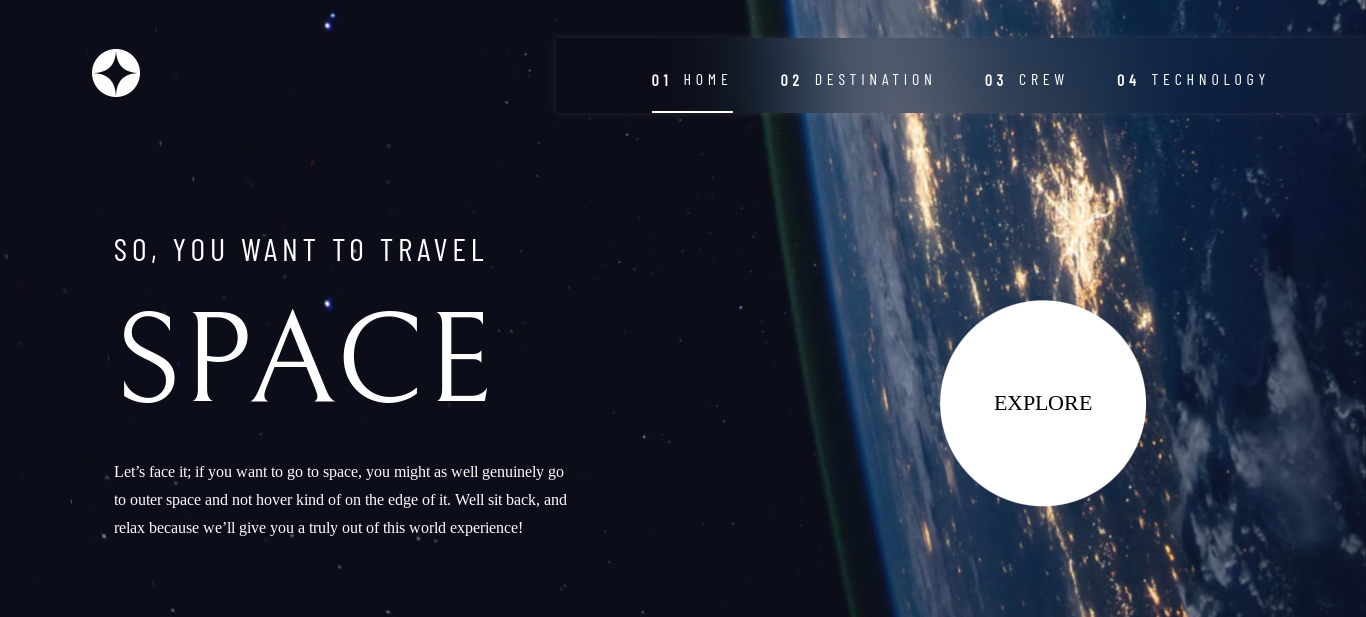 01 HOME 02 DESTINATION 03 CREW 04 TECHNOLOGY
SO, YOU WANT TO TRAVEL
SPACE
EXPLORE
Let’s face it; if you want to go to space, you might as well genuinely go
to outer space and not hover kind of on the edge of it. Well sit back, and
relax because we’ll give you a truly out of this world experience!